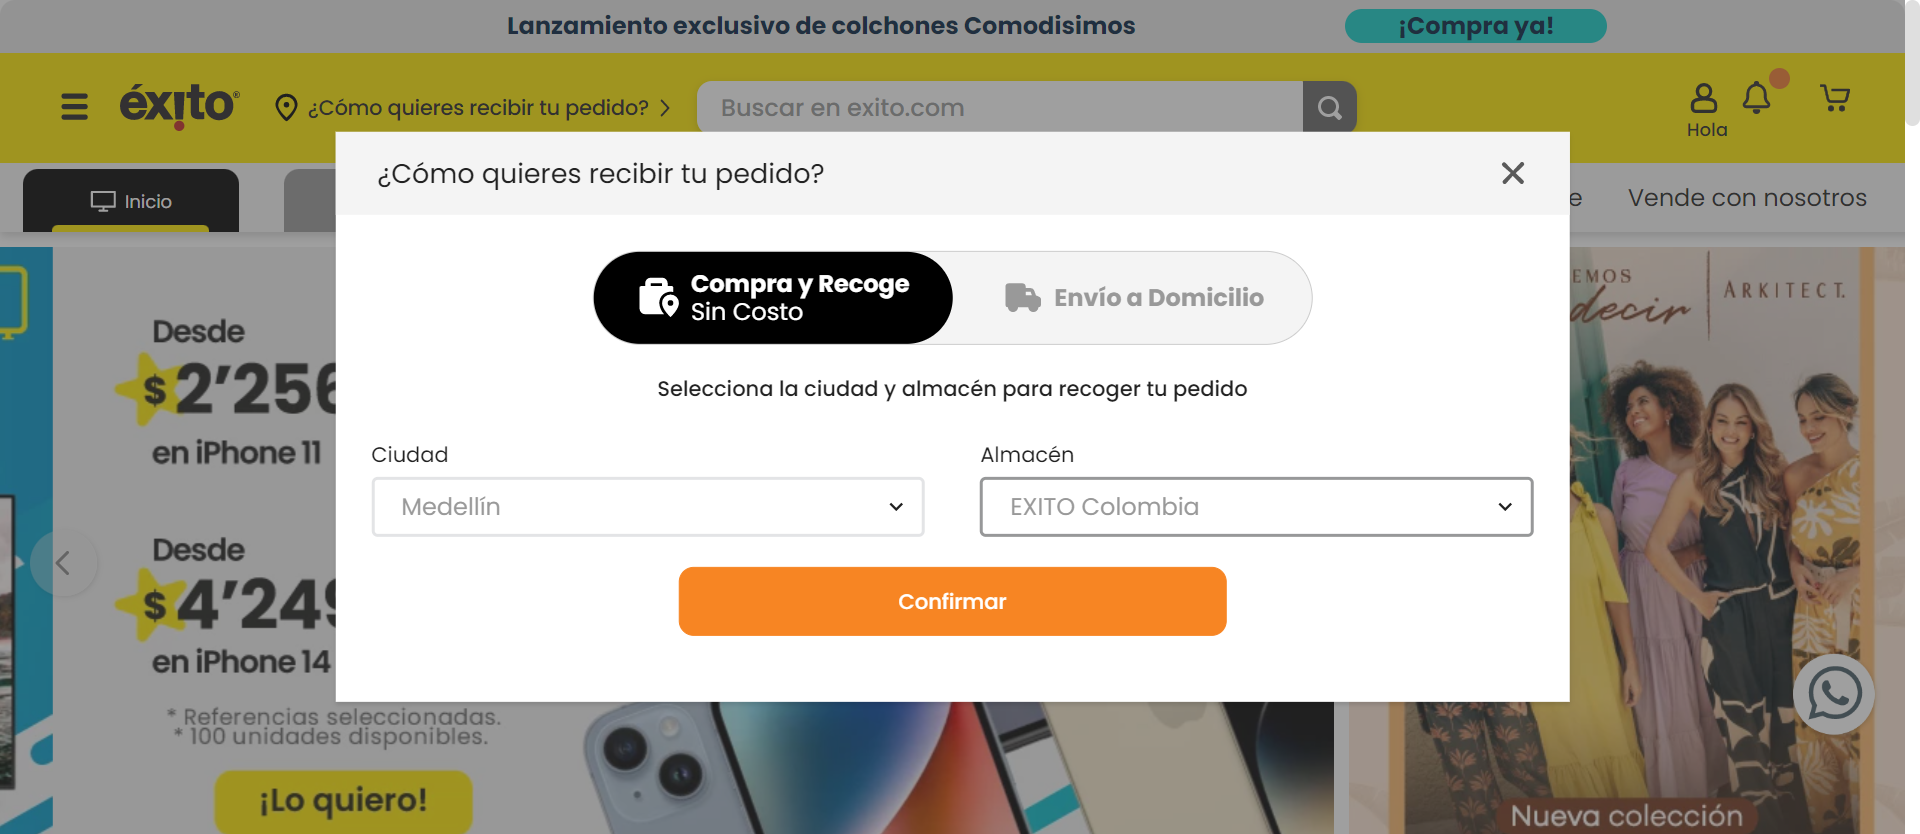 Lanzamiento exclusivo de colchones Comodisimos
¡Compra ya!
éxito®
¿Cómo quieres recibir tu pedido?
Buscar en exito.com
Hola
Inicio
Vende con nosotros
¿Cómo quieres recibir tu pedido?
Compra y Recoge
Sin Costo
Envío a Domicilio
Selecciona la ciudad y almacén para recoger tu pedido
Ciudad
Medellín
Almacén
EXITO Colombia
Confirmar
Desde
$2'256
en iPhone 11
Desde
$4'249
en iPhone 14
* Referencias seleccionadas.
* 100 unidades disponibles.
¡Lo quiero!
EMOS
decir
ARKITECT.
Nueva colección